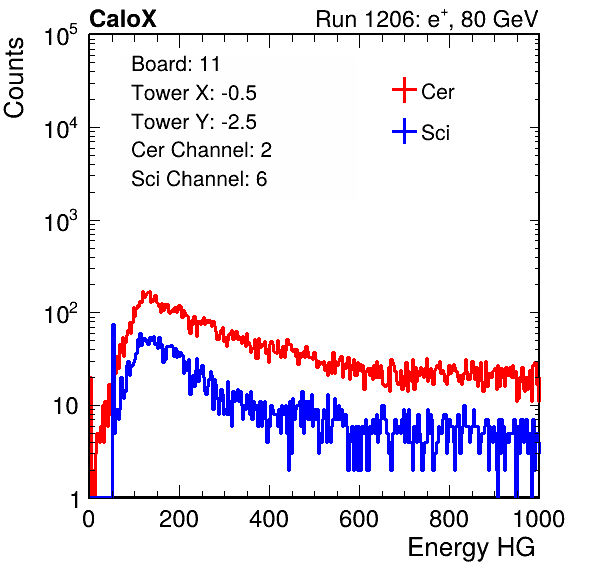 CaloX Run 1206: e⁺, 80 GeV
10⁵
Board: 11
Tower X: -0.5
Tower Y: -2.5
Cer Channel: 2
Sci Channel: 6
Cer
Sci
Counts
10⁴
10³
10²
10
1
0 200 400 600 800 1000
Energy HG